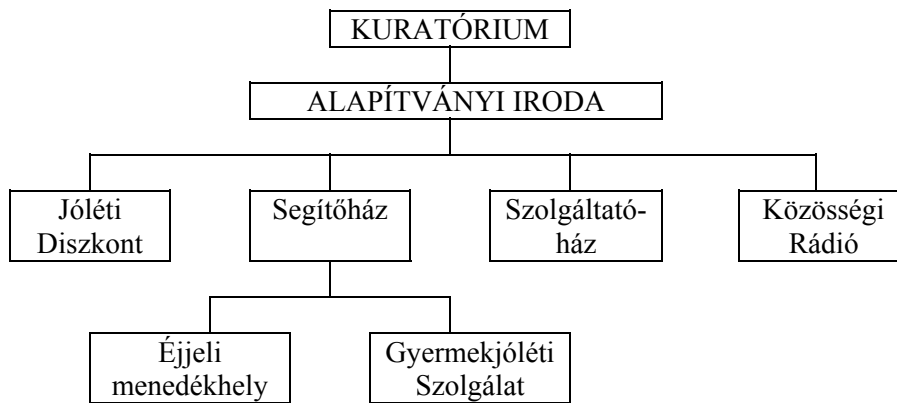 KURATÓRIUM
ALAPÍTVÁNYI IRODA
Jóléti
Diszkont
Segítőház
Szolgáltató-
ház
Közösségi
Rádió
Éjjeli
menedékhely
Gyermekjóléti
Szolgálat